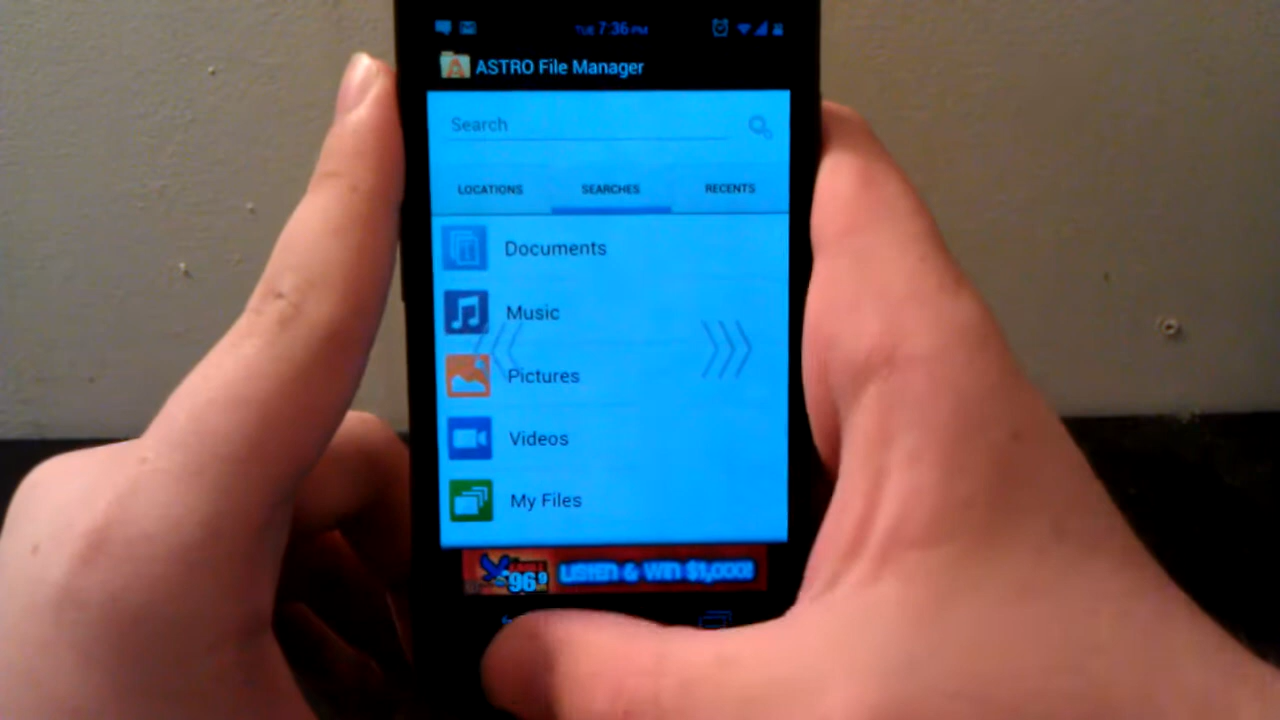 TUE 7:36 PM
ASTRO File Manager
Search
LOCATIONS SEARCHES RECENTS
Documents
Music
Pictures
Videos
My Files
96.9 LISTEN & WIN $1,000!